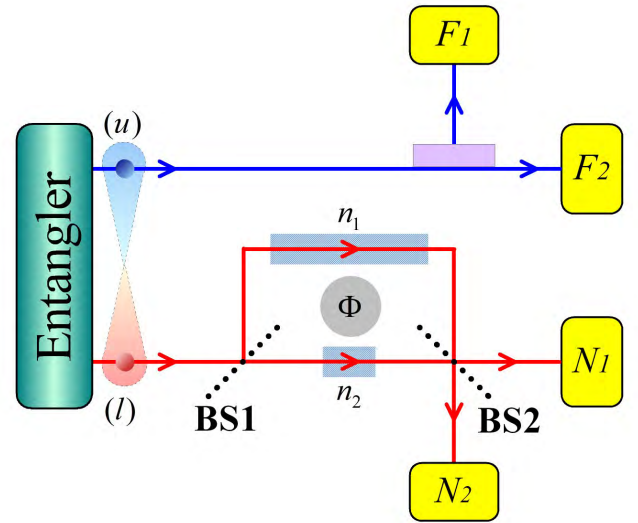 F1
(u)
F2
Entangler
n1
Φ
N1
n2
(l)
BS1
BS2
N2